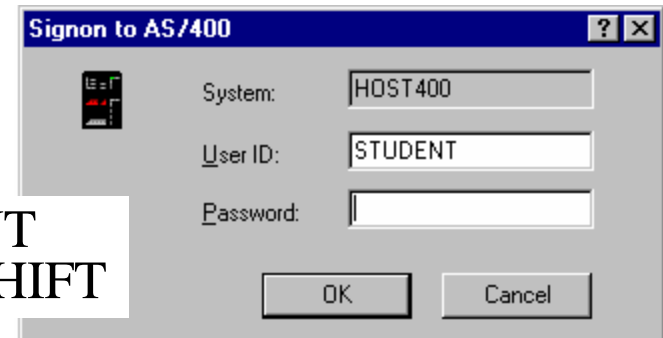 Signon to AS/400
System: HOST400
User ID: STUDENT
Password:
OK Cancel